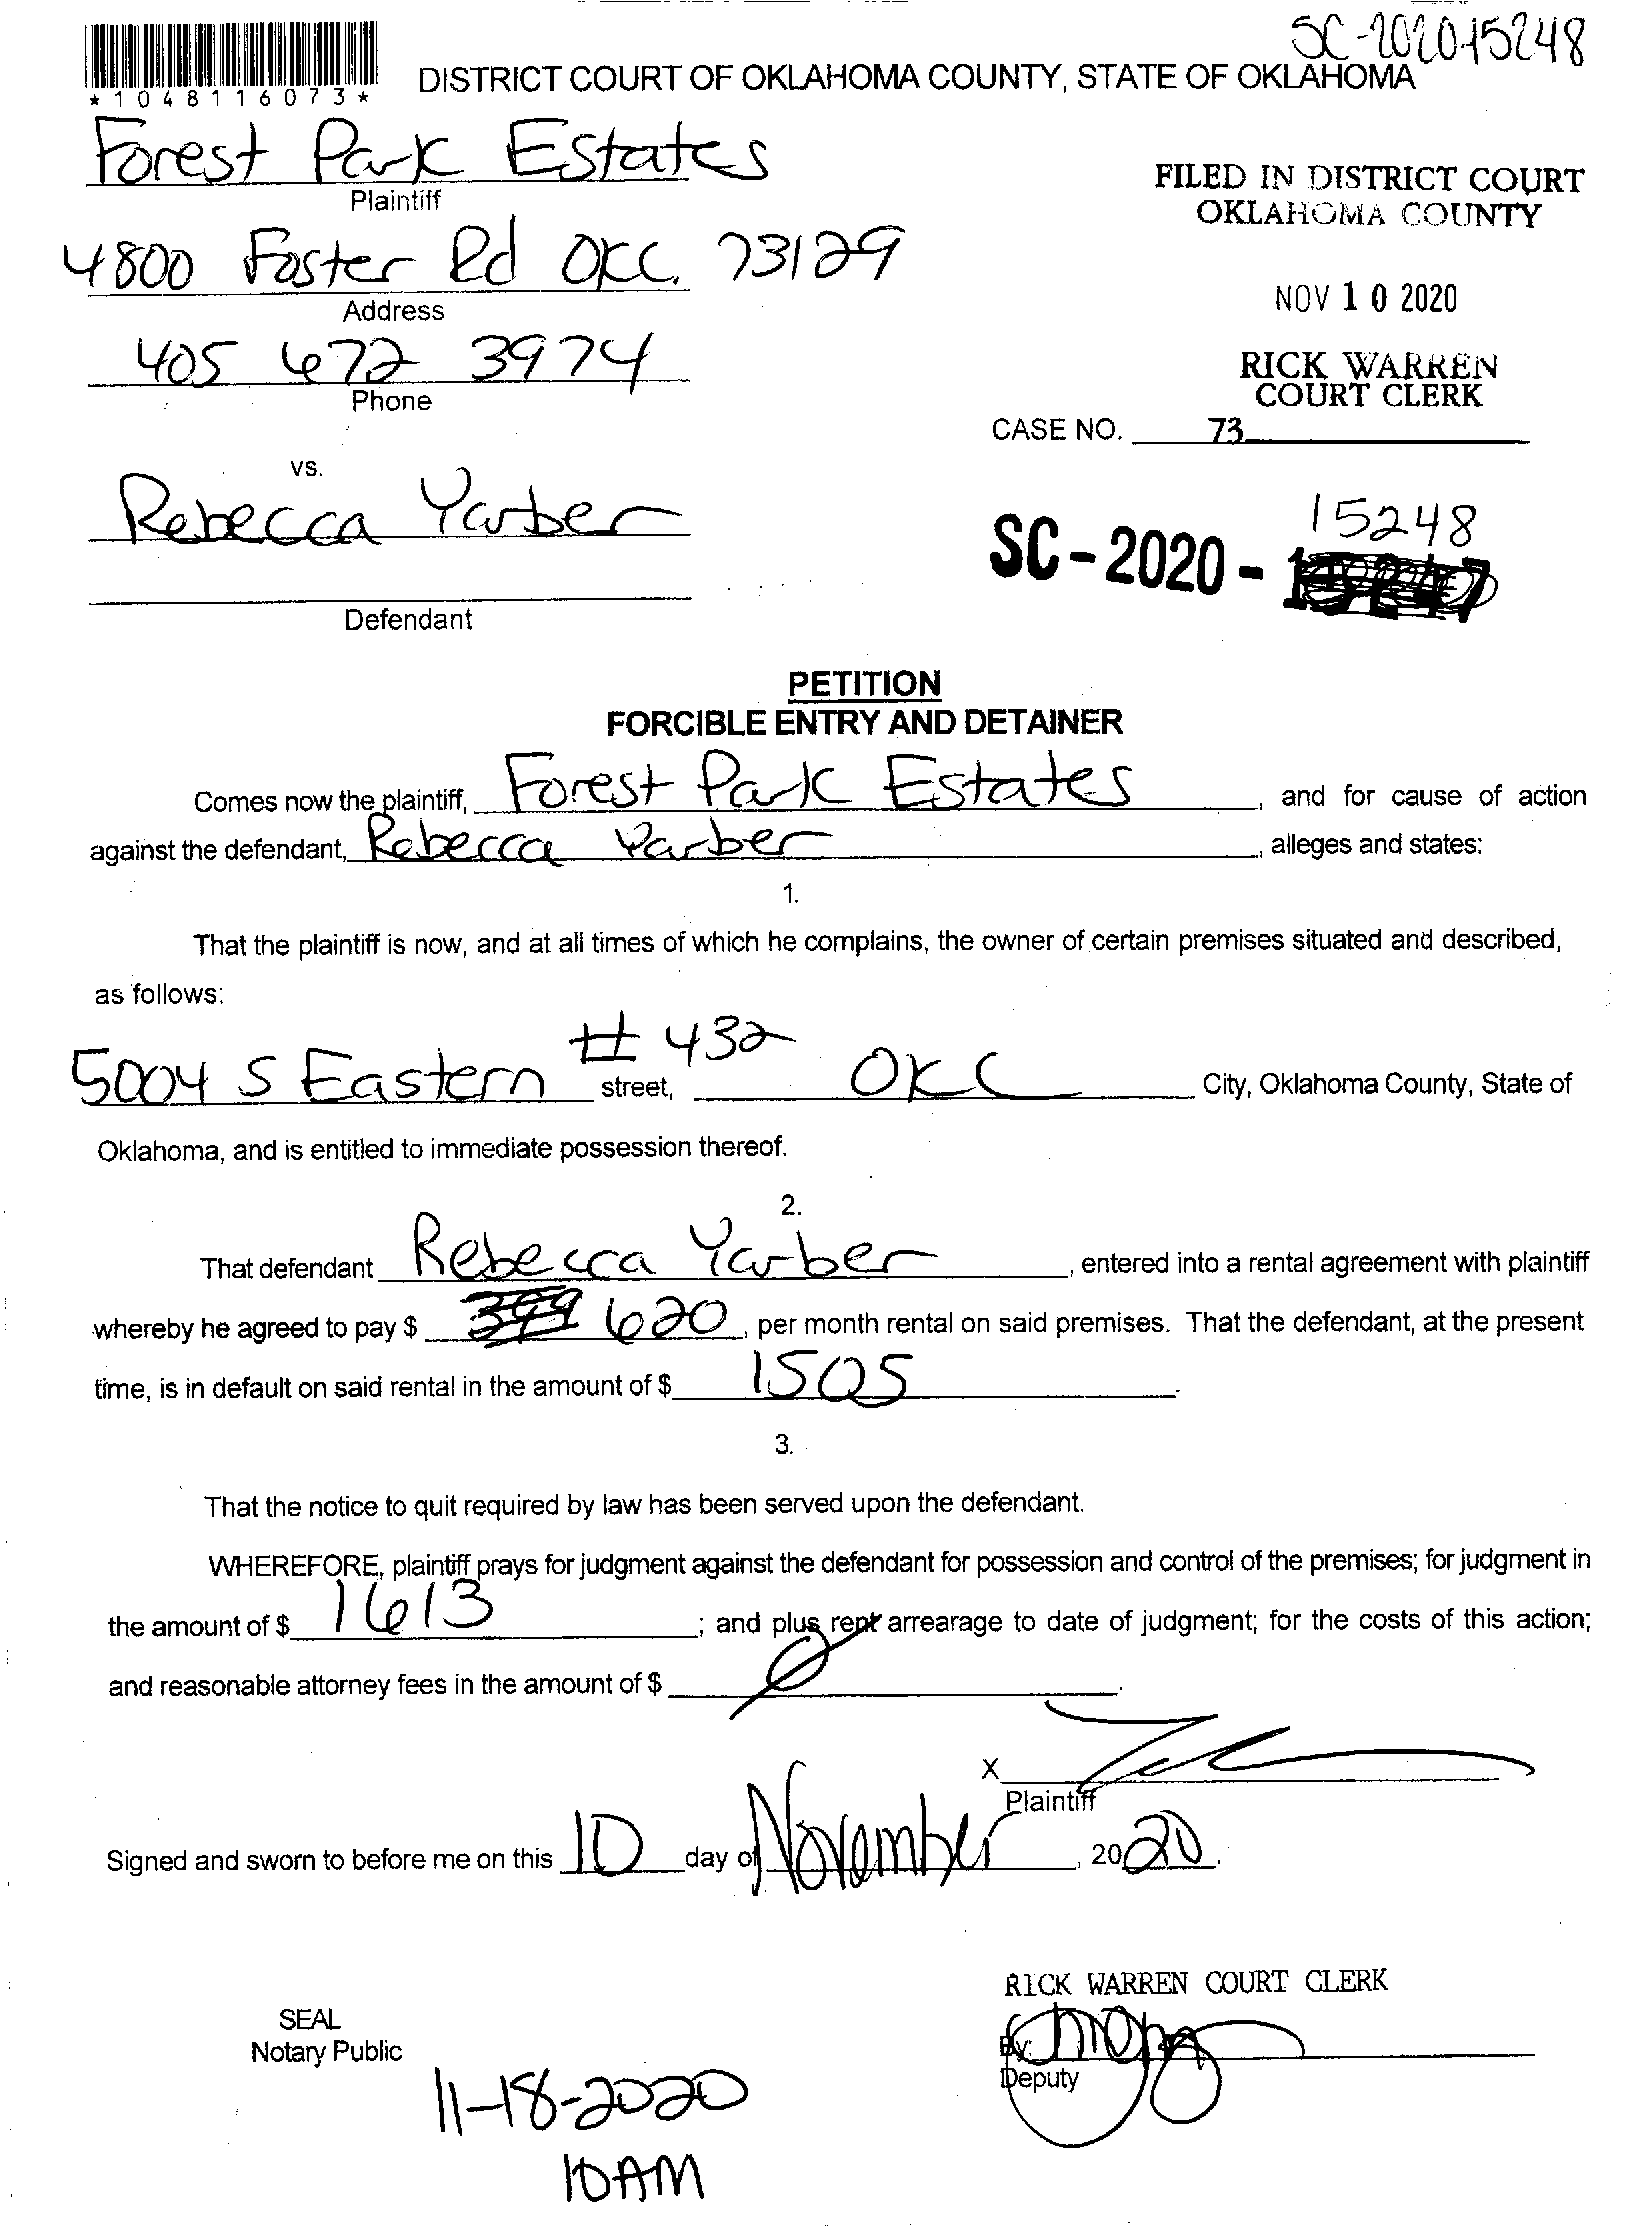 SC-2020-15248
*1048116073*
DISTRICT COURT OF OKLAHOMA COUNTY, STATE OF OKLAHOMA
Forest Park Estates
Plaintiff
FILED IN DISTRICT COURT
OKLAHOMA COUNTY
4800 Foster Rd OKC. 73129
Address
NOV 10 2020
405 672 3974
Phone
RICK WARREN
COURT CLERK
CASE NO. 73
vs.
Rebecca Yarber
15248
SC-2020-
Defendant
PETITION
FORCIBLE ENTRY AND DETAINER
Comes now the plaintiff, Forest Park Estates, and for cause of action
against the defendant, Rebecca Yarber, alleges and states:
1.
That the plaintiff is now, and at all times of which he complains, the owner of certain premises situated and described,
as follows:
5004 S Eastern # 432 street, OKC City, Oklahoma County, State of
Oklahoma, and is entitled to immediate possession thereof.
2.
That defendant Rebecca Yarber, entered into a rental agreement with plaintiff
whereby he agreed to pay $ 399 620, per month rental on said premises. That the defendant, at the present
time, is in default on said rental in the amount of $ 1505.
3.
That the notice to quit required by law has been served upon the defendant.
WHEREFORE, plaintiff prays for judgment against the defendant for possession and control of the premises; for judgment in
the amount of $ 1613; and plus rent arrearage to date of judgment; for the costs of this action;
and reasonable attorney fees in the amount of $ Ø.
X
Plaintiff
Signed and sworn to before me on this 10 day of November, 2020.
RICK WARREN COURT CLERK
SEAL
Notary Public
By:
Deputy
11-18-2020
10AM